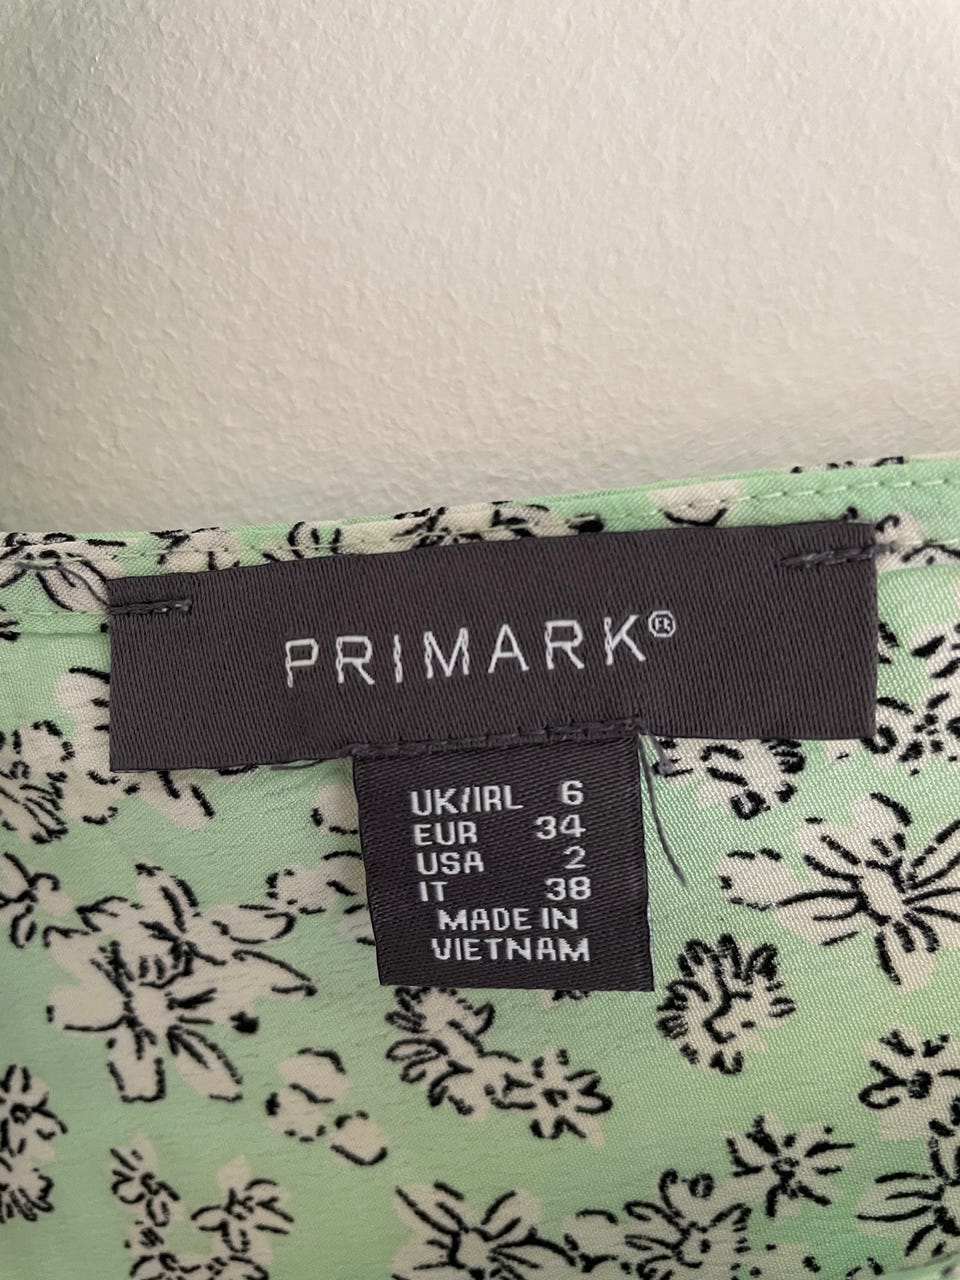 PRIMARK®
UK/IRL 6
EUR 34
USA 2
IT 38
MADE IN
VIETNAM